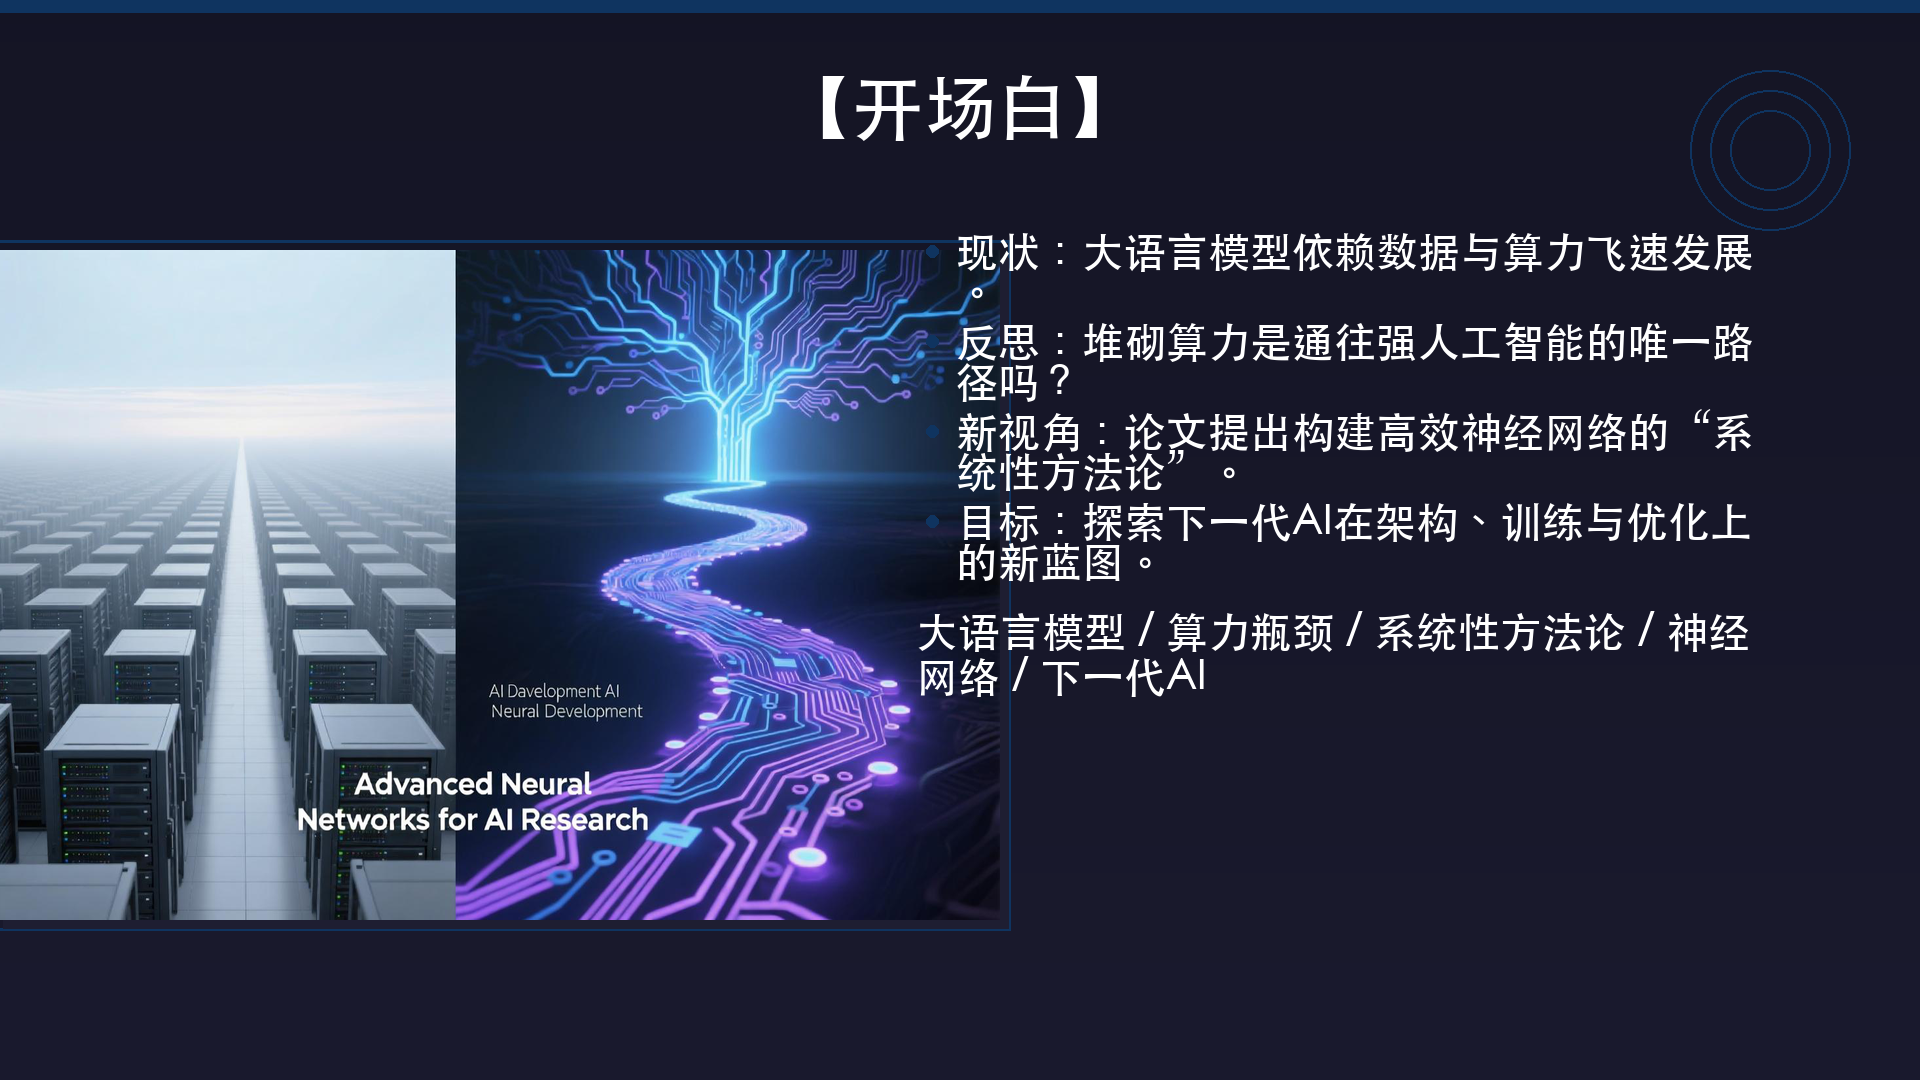 【开场白】
现状：大语言模型依赖数据与算力飞速发展
。
反思：堆砌算力是通往强人工智能的唯一路
径吗？
新视角：论文提出构建高效神经网络的“系
统性方法论”。
目标：探索下一代AI在架构、训练与优化上
的新蓝图。
大语言模型 / 算力瓶颈 / 系统性方法论 / 神经
网络 / 下一代AI
AI Davelopment AI
Neural Development
Advanced Neural
Networks for AI Research